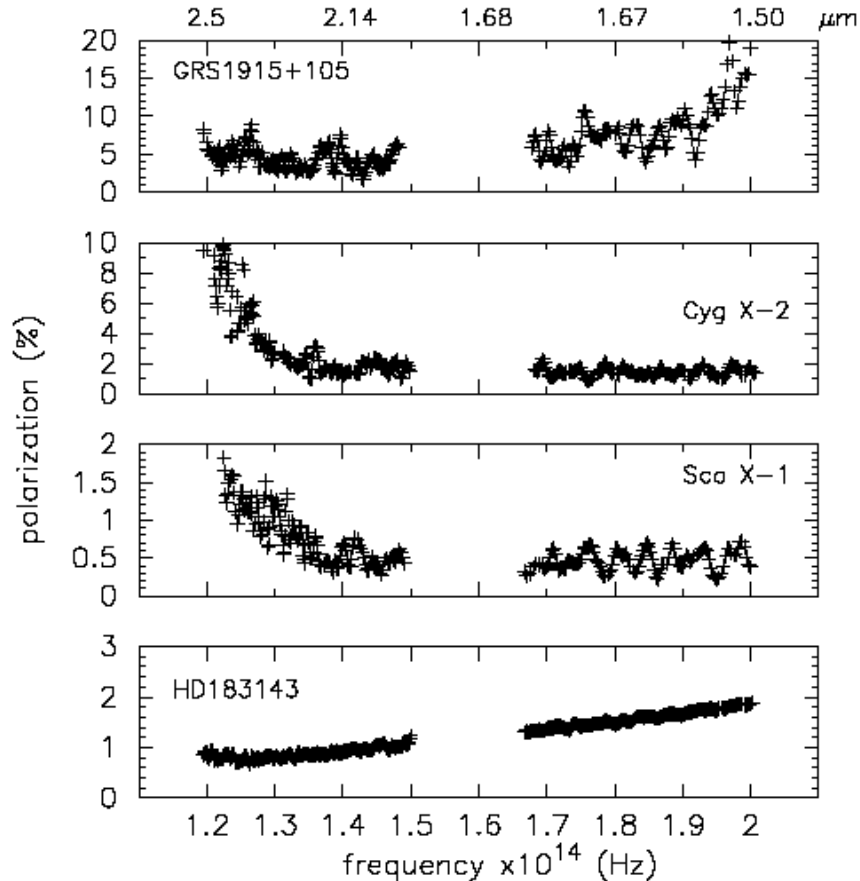 2.5 2.14 1.68 1.67 1.50 μm
20
GRS1915+105
15
10
5
0
10
8
Cyg X-2
6
4
2
0
polarization (%)
2
Sco X-1
1.5
1
0.5
0
3
HD183143
2
1
0
1.2 1.3 1.4 1.5 1.6 1.7 1.8 1.9 2
frequency x10¹⁴ (Hz)